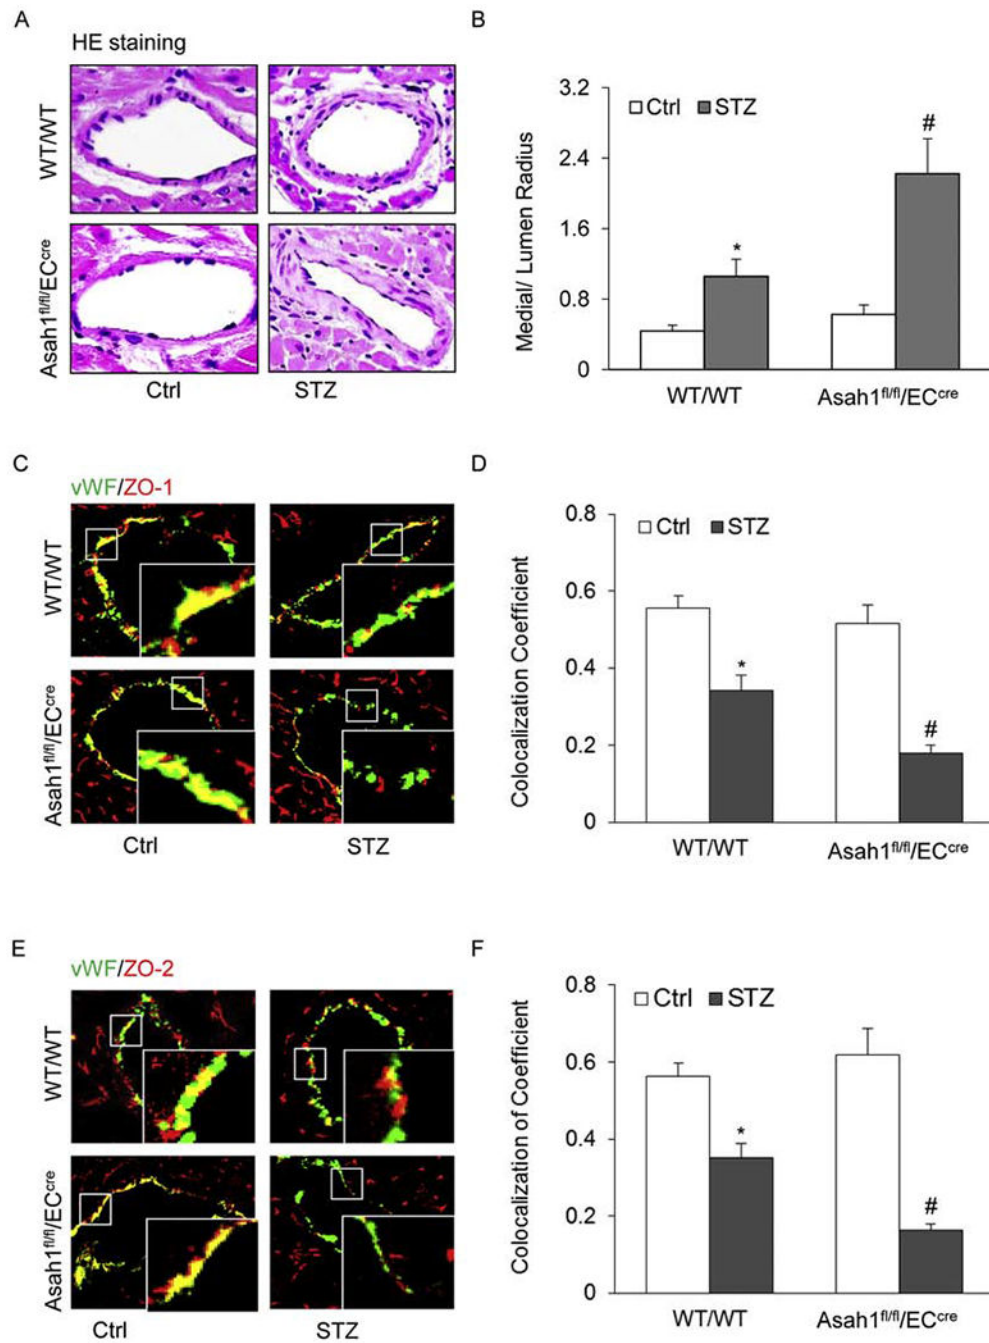 A
HE staining
WT/WT
Asah1fl/fl/ECcre
Ctrl
STZ
B
3.2
2.4
1.6
0.8
0
Medial/ Lumen Radius
Ctrl
STZ
*
#
WT/WT
Asah1fl/fl/ECcre
C
vWF/ZO-1
WT/WT
Asah1fl/fl/ECcre
Ctrl
STZ
D
0.8
0.6
0.4
0.2
0
Colocalization Coefficient
Ctrl
STZ
*
#
WT/WT
Asah1fl/fl/ECcre
E
vWF/ZO-2
WT/WT
Asah1fl/fl/ECcre
Ctrl
STZ
F
0.8
0.6
0.4
0.2
0
Colocalization of Coefficient
Ctrl
STZ
*
#
WT/WT
Asah1fl/fl/ECcre